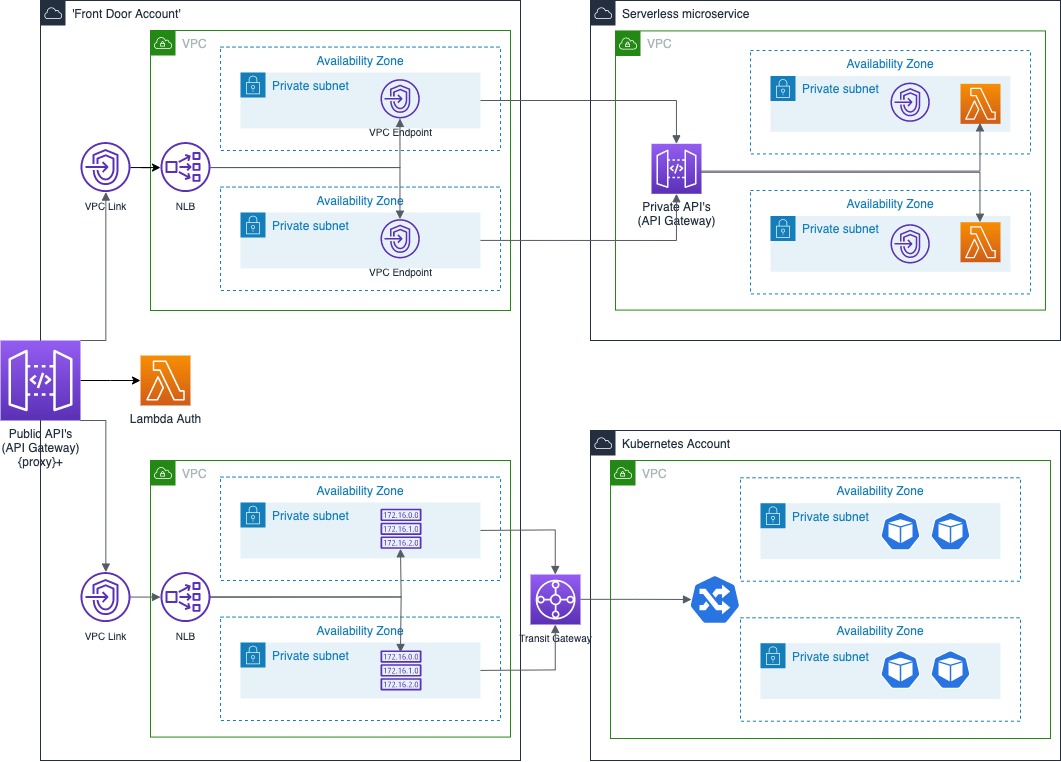 'Front Door Account'
VPC
Availability Zone
Private subnet
VPC Endpoint
VPC Link
NLB
Availability Zone
Private subnet
VPC Endpoint
Serverless microservice
VPC
Availability Zone
Private subnet
Private API's
(API Gateway)
Availability Zone
Private subnet
Public API's
(API Gateway)
{proxy}+
Lambda Auth
VPC
Availability Zone
Private subnet
172.16.0.0
172.16.1.0
172.16.2.0
VPC Link
NLB
Availability Zone
Private subnet
172.16.0.0
172.16.1.0
172.16.2.0
Transit Gateway
Kubernetes Account
VPC
Availability Zone
Private subnet
Availability Zone
Private subnet